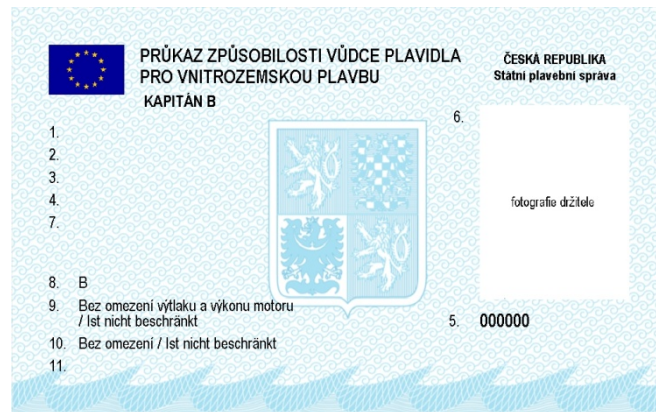 PRŮKAZ ZPŮSOBILOSTI VŮDCE PLAVIDLA
PRO VNITROZEMSKOU PLAVBU
KAPITÁN B
ČESKÁ REPUBLIKA
Státní plavební správa
1.
2.
3.
4.
7.
8. B
9. Bez omezení výtlaku a výkonu motoru
/ Ist nicht beschränkt
10. Bez omezení / Ist nicht beschränkt
11.
6.
fotografie držitele
5. 000000